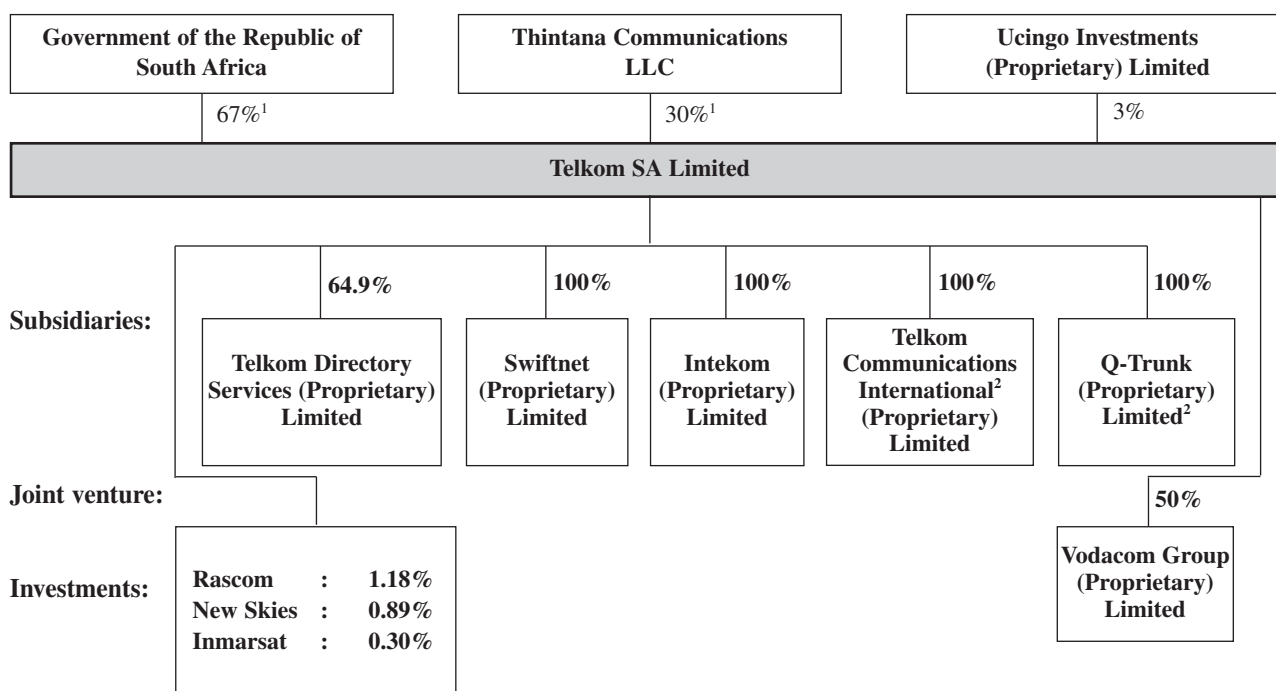 Government of the Republic of
South Africa
Thintana Communications
LLC
Ucingo Investments
(Proprietary) Limited
67%¹
30%¹
3%
Telkom SA Limited
Subsidiaries:
64.9%
100%
100%
100%
100%
Telkom Directory
Services (Proprietary)
Limited
Swiftnet
(Proprietary)
Limited
Intekom
(Proprietary)
Limited
Telkom
Communications
International²
(Proprietary)
Limited
Q-Trunk
(Proprietary)
Limited²
Joint venture:
50%
Vodacom Group
(Proprietary)
Limited
Investments:
Rascom : 1.18%
New Skies : 0.89%
Inmarsat : 0.30%